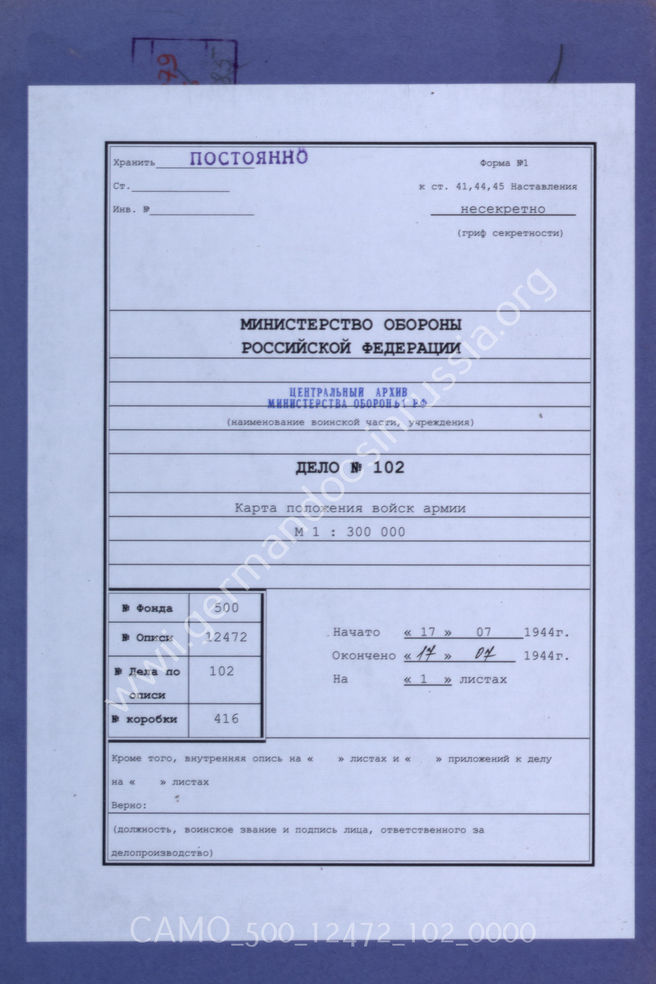 79
85
Хранить ПОСТОЯННО
Форма №1
Ст.
к ст. 41,44,45 Наставления
Инв. №
несекретно
(гриф секретности)
МИНИСТЕРСТВО ОБОРОНЫ
РОССИЙСКОЙ ФЕДЕРАЦИИ
ЦЕНТРАЛЬНЫЙ АРХИВ
МИНИСТЕРСТВА ОБОРОНЫ РФ
(наименование воинской части, учреждения)
ДЕЛО № 102
Карта положения войск армии
М 1 : 300 000
№ Фонда 500
№ Описи 12472
№ Дела по описи 102
№ коробки 416
Начато « 17 » 07 1944г.
Окончено « 17 » 07 1944г.
На « 1 » листах
Кроме того, внутренняя опись на « » листах и « » приложений к делу
на « » листах
Верно:
(должность, воинское звание и подпись лица, ответственного за
делопроизводство)
www.germandocsinrussia.org
CAMO_500_12472_102_0000